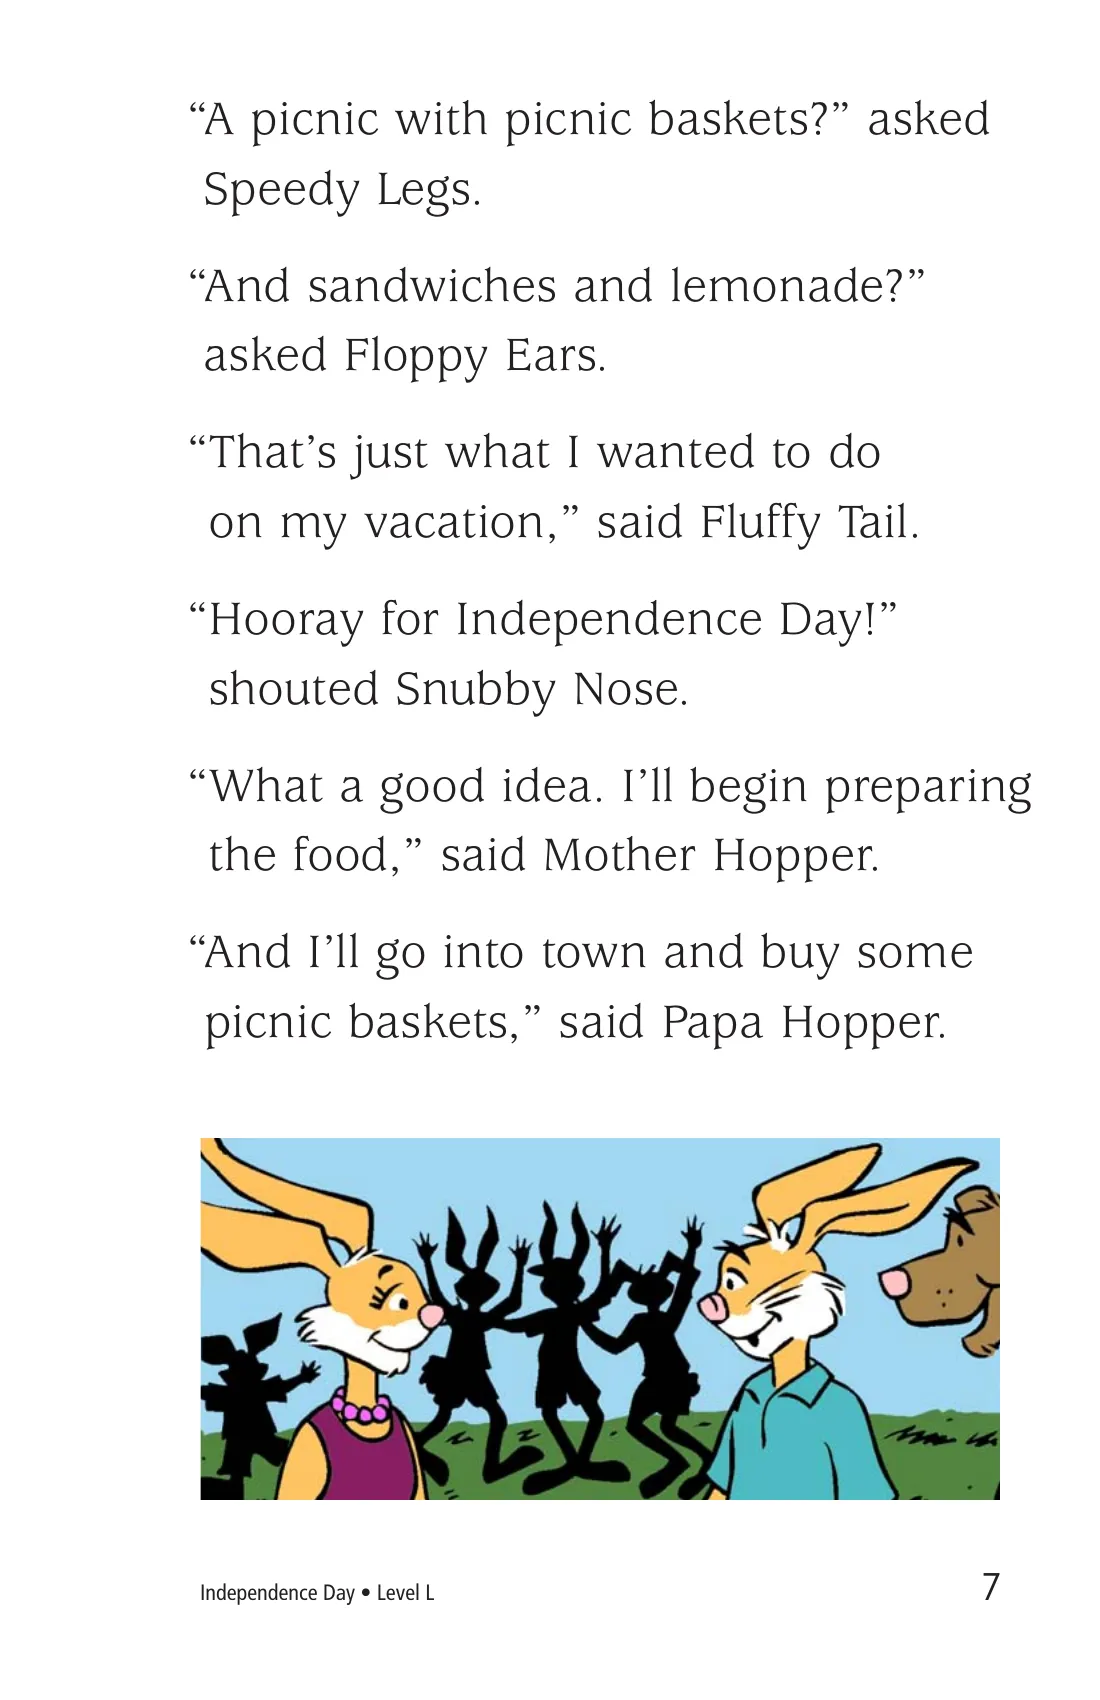 “A picnic with picnic baskets?” asked
Speedy Legs.
“And sandwiches and lemonade?”
asked Floppy Ears.
“That’s just what I wanted to do
on my vacation,” said Fluffy Tail.
“Hooray for Independence Day!”
shouted Snubby Nose.
“What a good idea. I’ll begin preparing
the food,” said Mother Hopper.
“And I’ll go into town and buy some
picnic baskets,” said Papa Hopper.
Independence Day • Level L
7